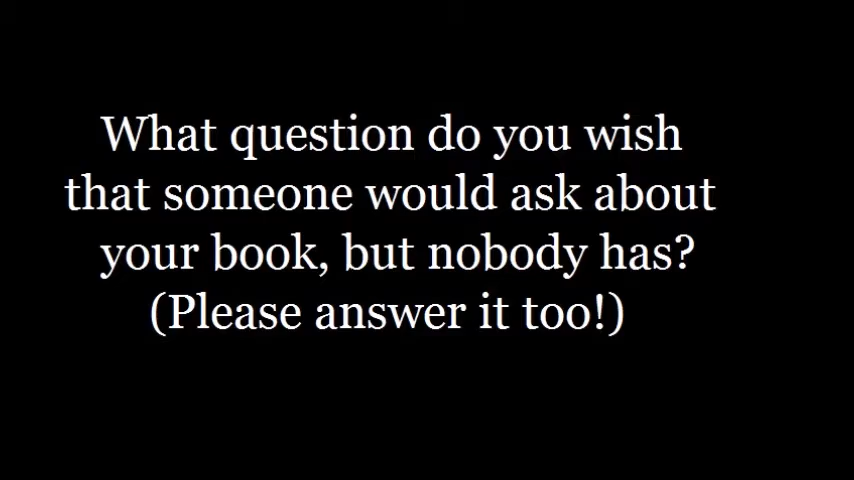 What question do you wish
that someone would ask about
your book, but nobody has?
(Please answer it too!)